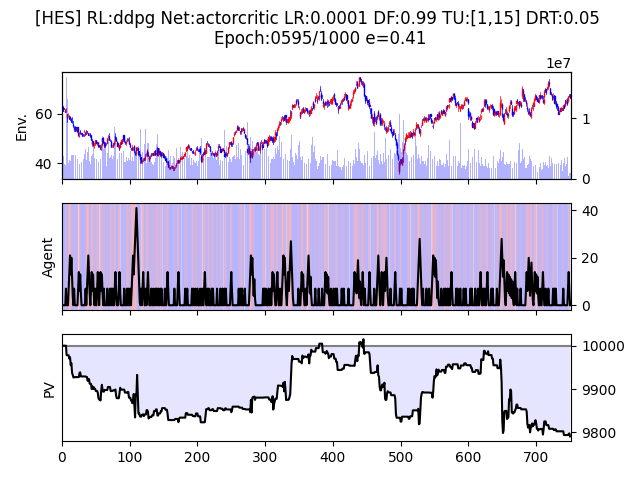 [HES] RL:ddpg Net:actorcritic LR:0.0001 DF:0.99 TU:[1,15] DRT:0.05
Epoch:0595/1000 e=0.41
1e7
60
40
Env.
1
0
Agent
40
20
0
PV
10000
9900
9800
0 100 200 300 400 500 600 700